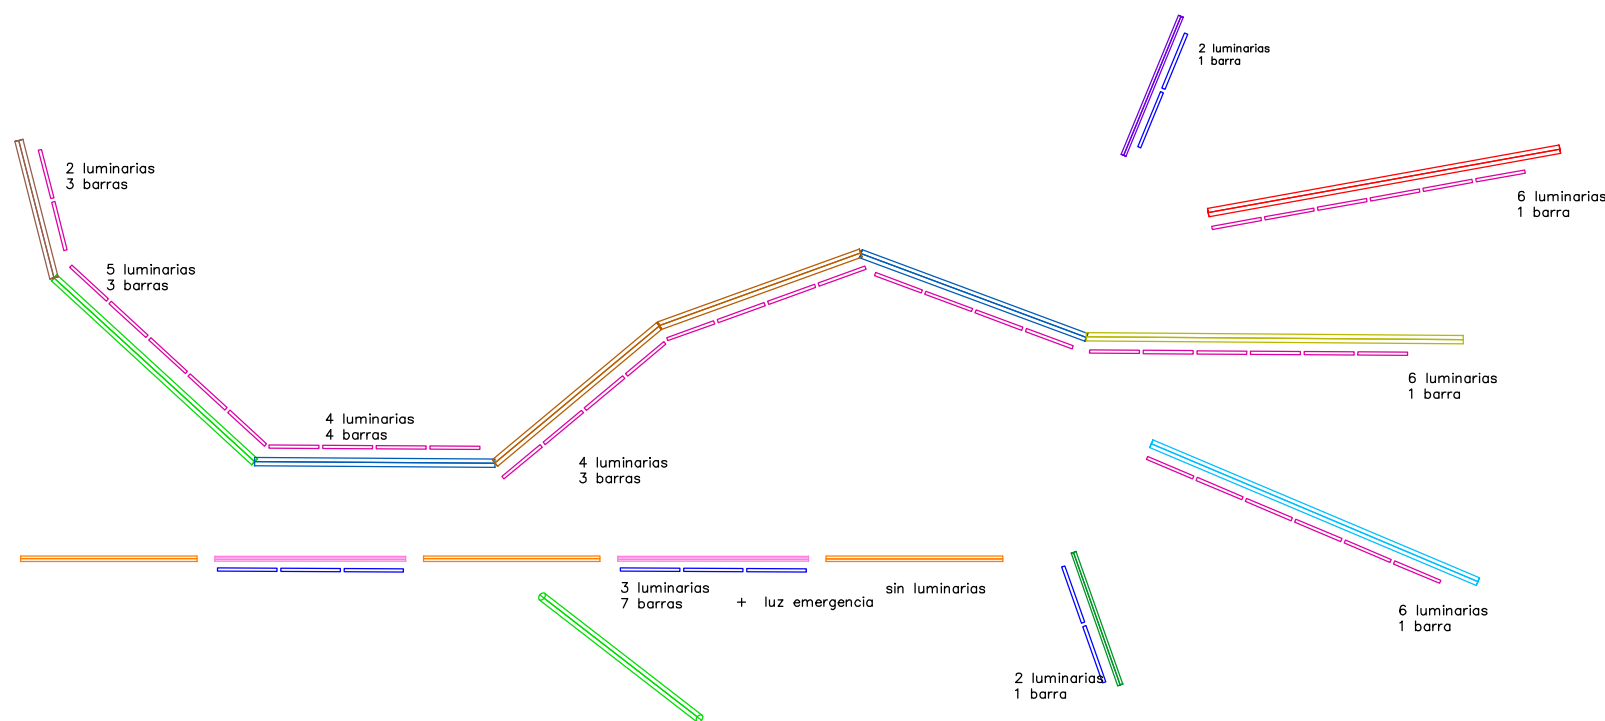 2 luminarias
1 barra
2 luminarias
3 barras
6 luminarias
1 barra
5 luminarias
3 barras
6 luminarias
1 barra
4 luminarias
4 barras
4 luminarias
3 barras
3 luminarias
7 barras
+ luz emergencia
sin luminarias
6 luminarias
1 barra
2 luminarias
1 barra